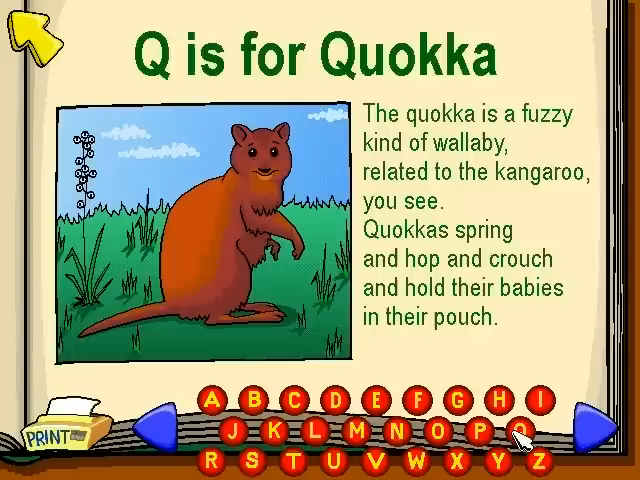 Q is for Quokka
The quokka is a fuzzy
kind of wallaby,
related to the kangaroo,
you see.
Quokkas spring
and hop and crouch
and hold their babies
in their pouch.
A B C D E F G H I
PRINT J K L M N O P Q
R S T U V W X Y Z